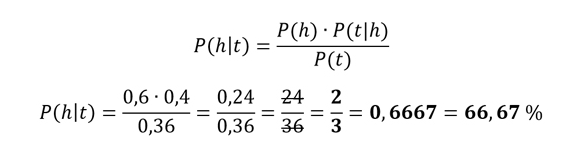 P(h|t) = P(h) · P(t|h) / P(t)
P(h|t) = 0,6 · 0,4 / 0,36 = 0,24 / 0,36 = 24 / 36 = 2 / 3 = 0,6667 = 66,67 %